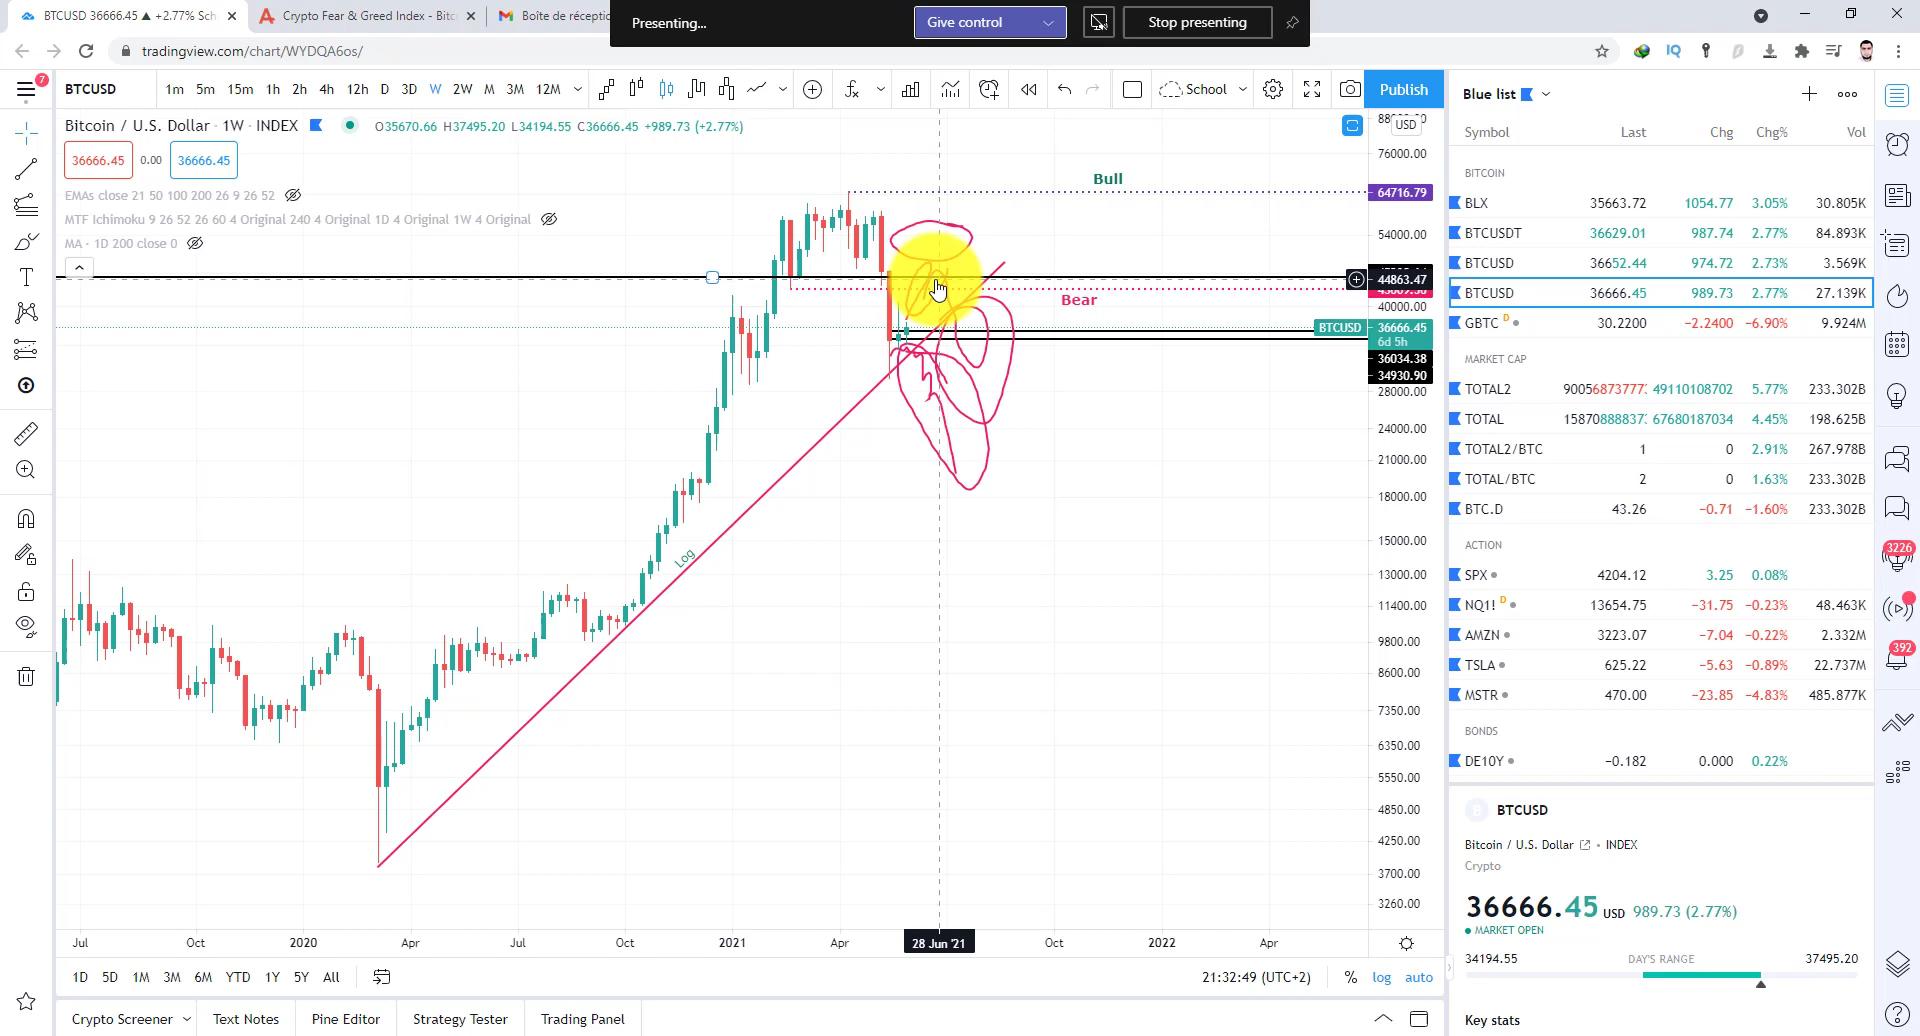 BTCUSD 36666.45 ▲ +2.77% Sch
Crypto Fear & Greed Index - Bitc
Boîte de récepti
Presenting...
Give control
Stop presenting
tradingview.com/chart/WYDQA6os/
7
BTCUSD
1m 5m 15m 1h 2h 4h 12h D 3D W 2W M 3M 12M
School
Publish
Bitcoin / U.S. Dollar · 1W · INDEX
O35670.66 H37495.20 L34194.55 C36666.45 +989.73 (+2.77%)
36666.45 0.00 36666.45
EMAs close 21 50 100 200 26 9 26 52
MTF Ichimoku 9 26 52 26 60 4 Original 240 4 Original 1D 4 Original 1W 4 Original
MA · 1D 200 close 0
Bull
Bear
Log
USD
76000.00
64716.79
54000.00
44863.47
40000.00
BTCUSD 36666.45
6d 5h
36034.38
34930.90
28000.00
24000.00
21000.00
18000.00
15000.00
13000.00
11400.00
9800.00
8600.00
7350.00
6350.00
5550.00
4850.00
4250.00
3700.00
3260.00
Jul Oct 2020 Apr Jul Oct 2021 Apr 28 Jun '21 Oct 2022 Apr
1D 5D 1M 3M 6M YTD 1Y 5Y All
21:32:49 (UTC+2) % log auto
Crypto Screener Text Notes Pine Editor Strategy Tester Trading Panel
Blue list
Symbol Last Chg Chg% Vol
BITCOIN
BLX 35663.72 1054.77 3.05% 30.805K
BTCUSDT 36629.01 987.74 2.77% 84.893K
BTCUSD 36652.44 974.72 2.73% 3.569K
BTCUSD 36666.45 989.73 2.77% 27.139K
GBTC D 30.2200 −2.2400 −6.90% 9.924M
MARKET CAP
TOTAL2 90056873777 49110108702 5.77% 233.302B
TOTAL 15870888837 67680187034 4.45% 198.625B
TOTAL2/BTC 1 0 2.91% 267.978B
TOTAL/BTC 2 0 1.63% 233.302B
BTC.D 43.26 −0.71 −1.60% 233.302B
ACTION
SPX 4204.12 3.25 0.08%
NQ1! D 13654.75 −31.75 −0.23% 48.463K
AMZN 3223.07 −7.04 −0.22% 2.332M
TSLA 625.22 −5.63 −0.89% 22.737M
MSTR 470.00 −23.85 −4.83% 485.877K
BONDS
DE10Y −0.182 0.000 0.22%
B BTCUSD
Bitcoin / U.S. Dollar • INDEX
Crypto
36666.45 USD 989.73 (2.77%)
MARKET OPEN
34194.55 DAY'S RANGE 37495.20
Key stats
IQ
3226
392